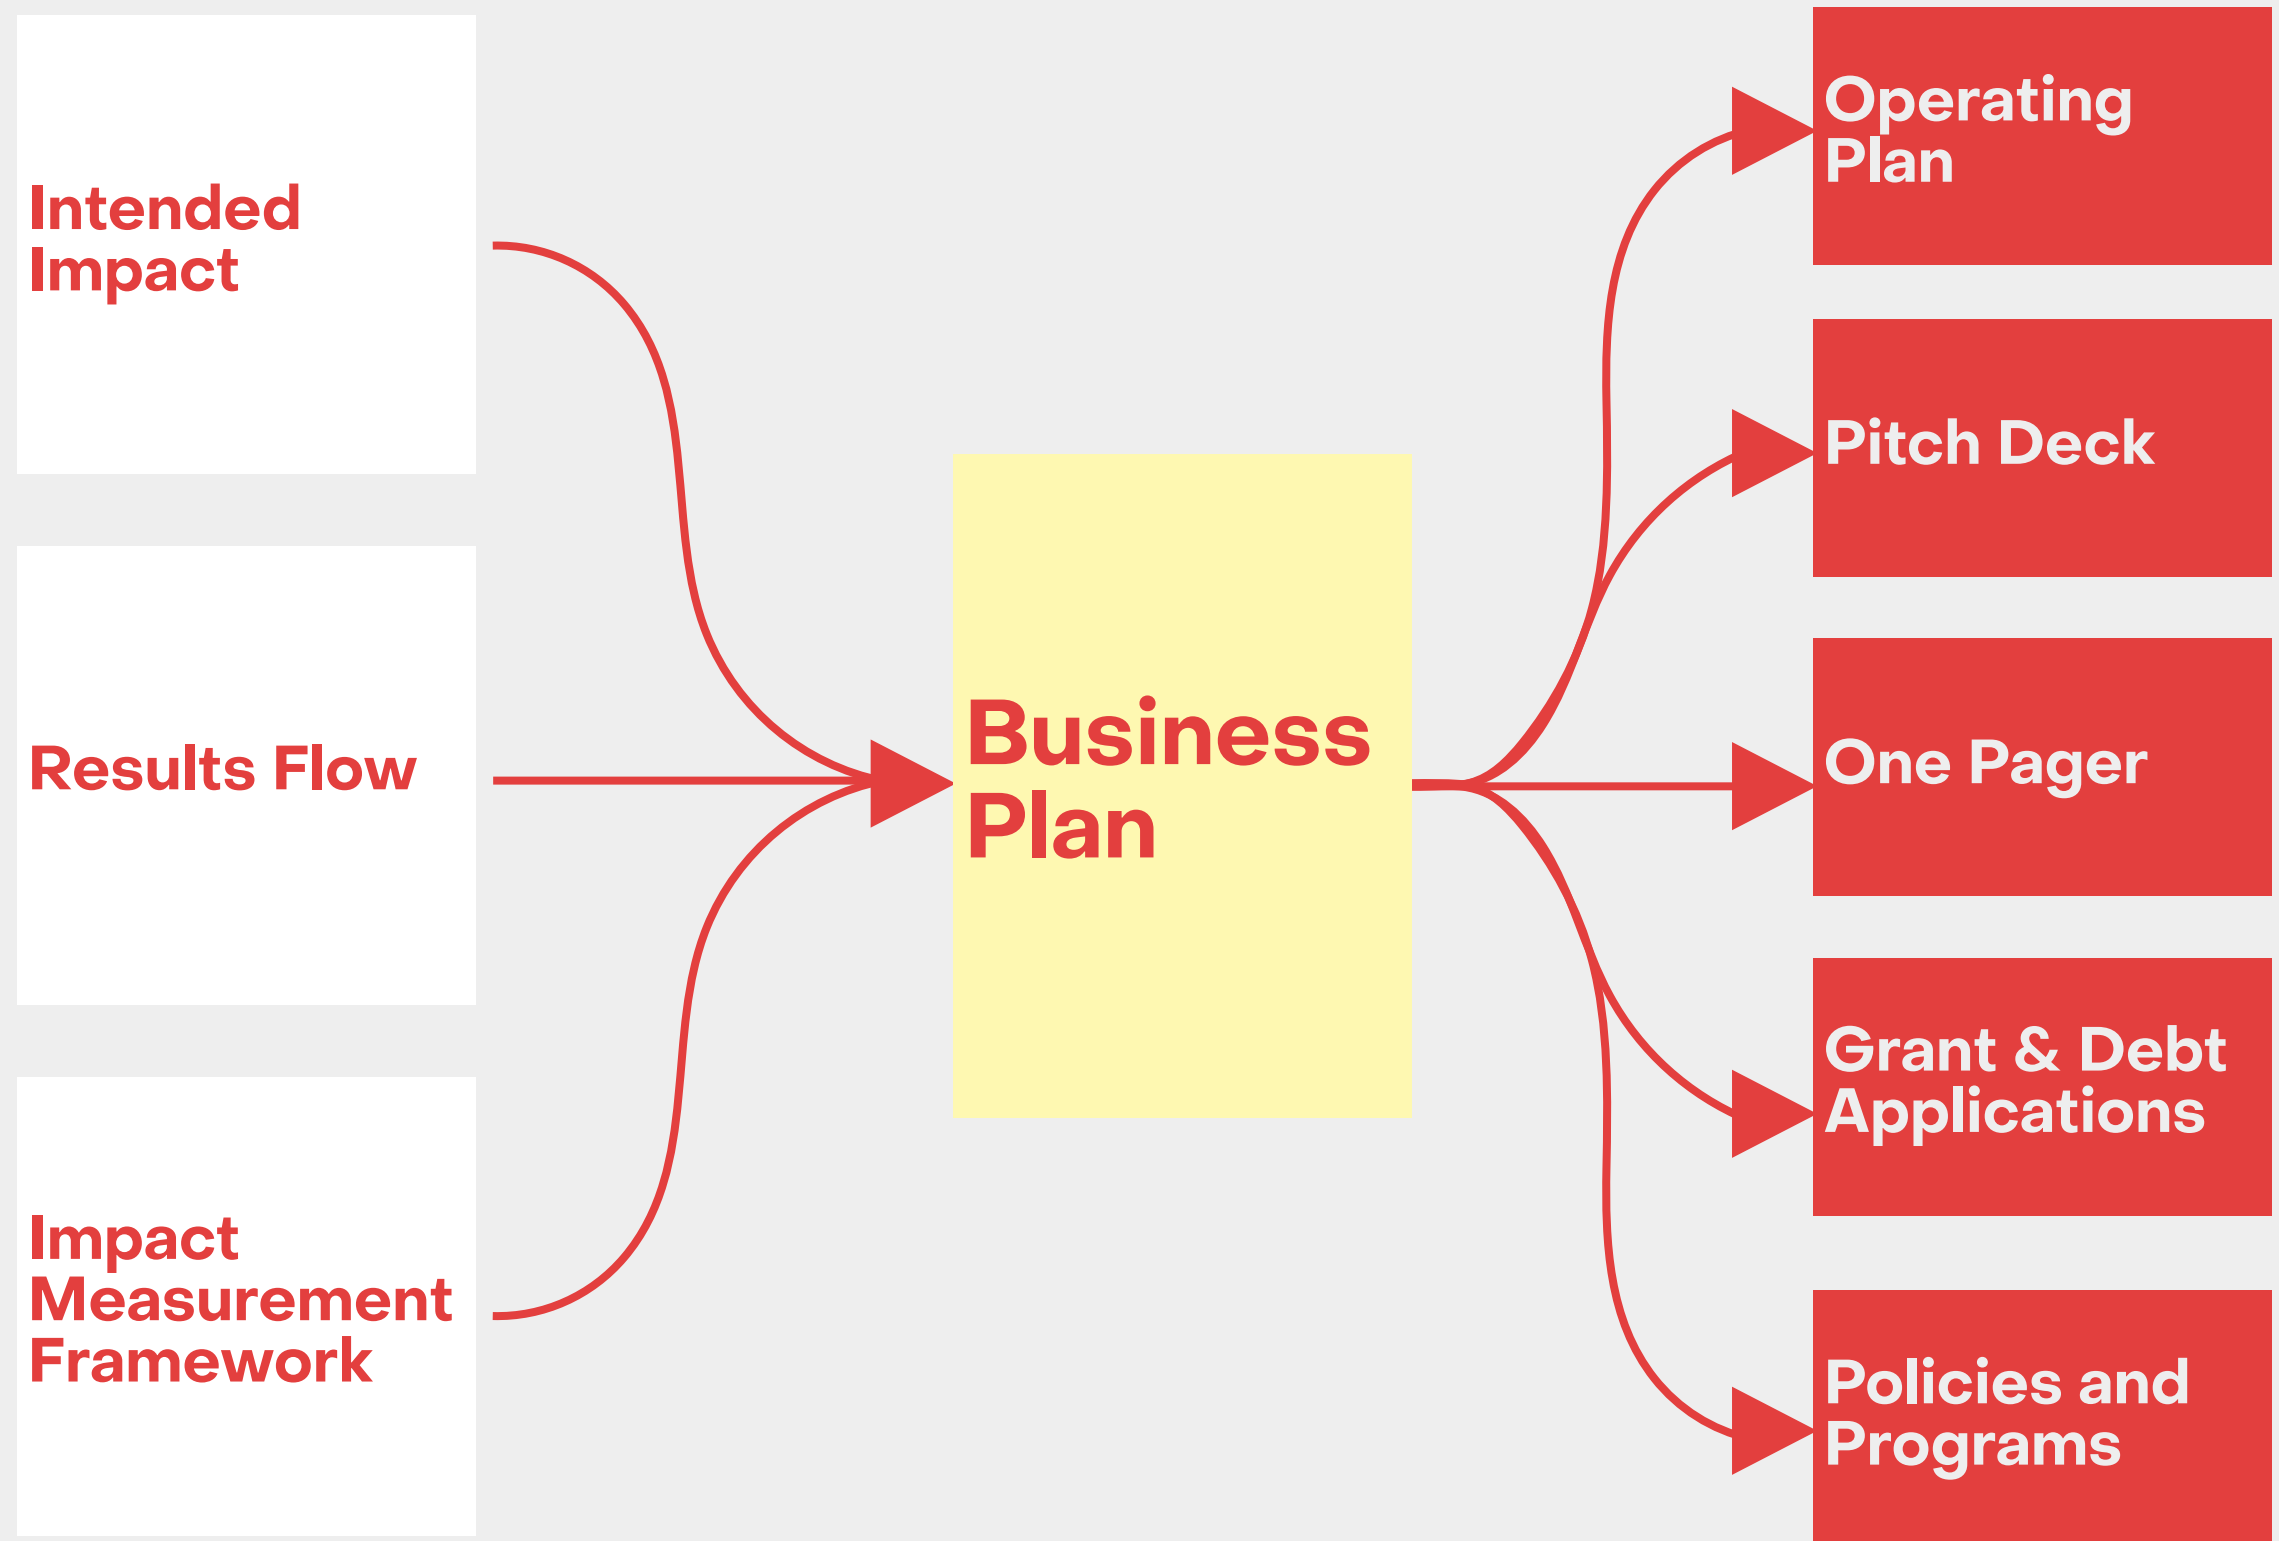 Intended
Impact
Results Flow
Impact
Measurement
Framework
Business
Plan
Operating
Plan
Pitch Deck
One Pager
Grant & Debt
Applications
Policies and
Programs